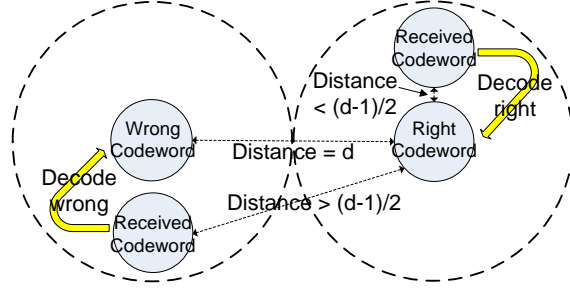 Received
Codeword
Distance
< (d-1)/2
Decode
right
Wrong
Codeword
Right
Codeword
Distance = d
Decode
wrong
Distance > (d-1)/2
Received
Codeword